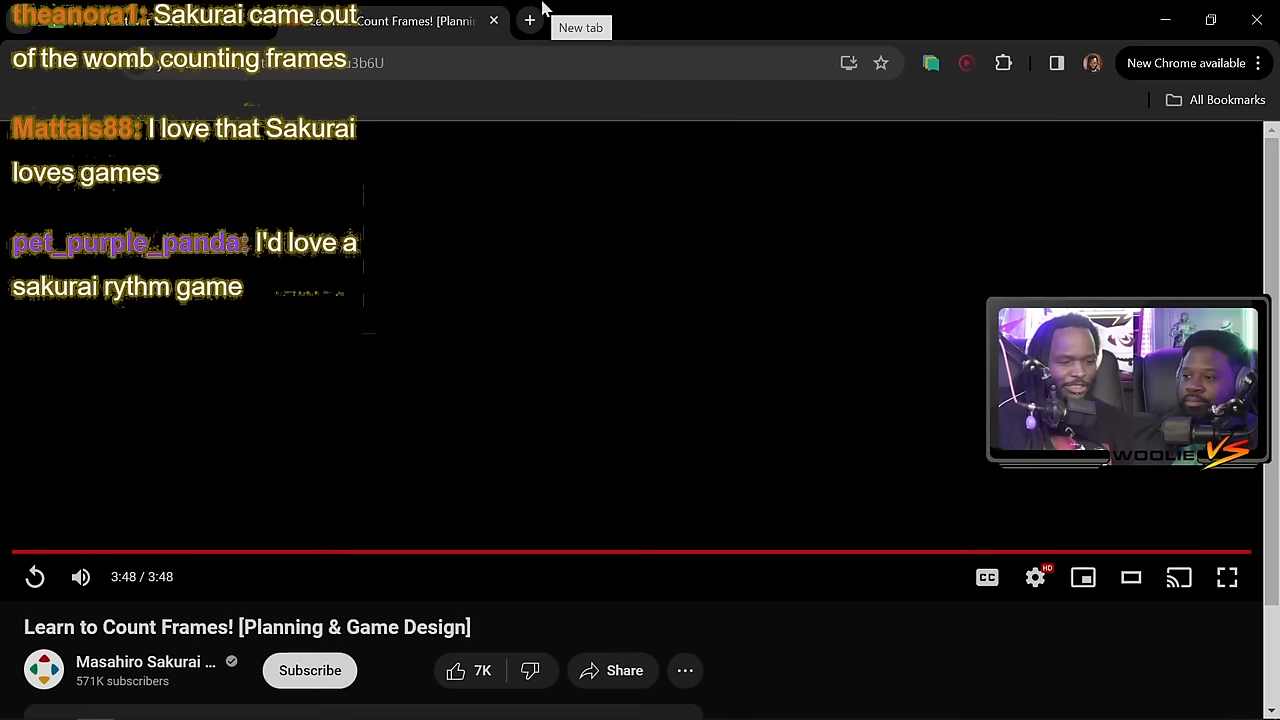 theanora1: Sakurai came out
of the womb counting frames
Count Frames! [Plannin
New tab
3b6U
New Chrome available
All Bookmarks
Mattais88: I love that Sakurai
loves games
pet_purple_panda: I'd love a
sakurai rythm game
WOOLIE VS
3:48 / 3:48
CC
HD
Learn to Count Frames! [Planning & Game Design]
Masahiro Sakurai ...
571K subscribers
Subscribe
7K
Share